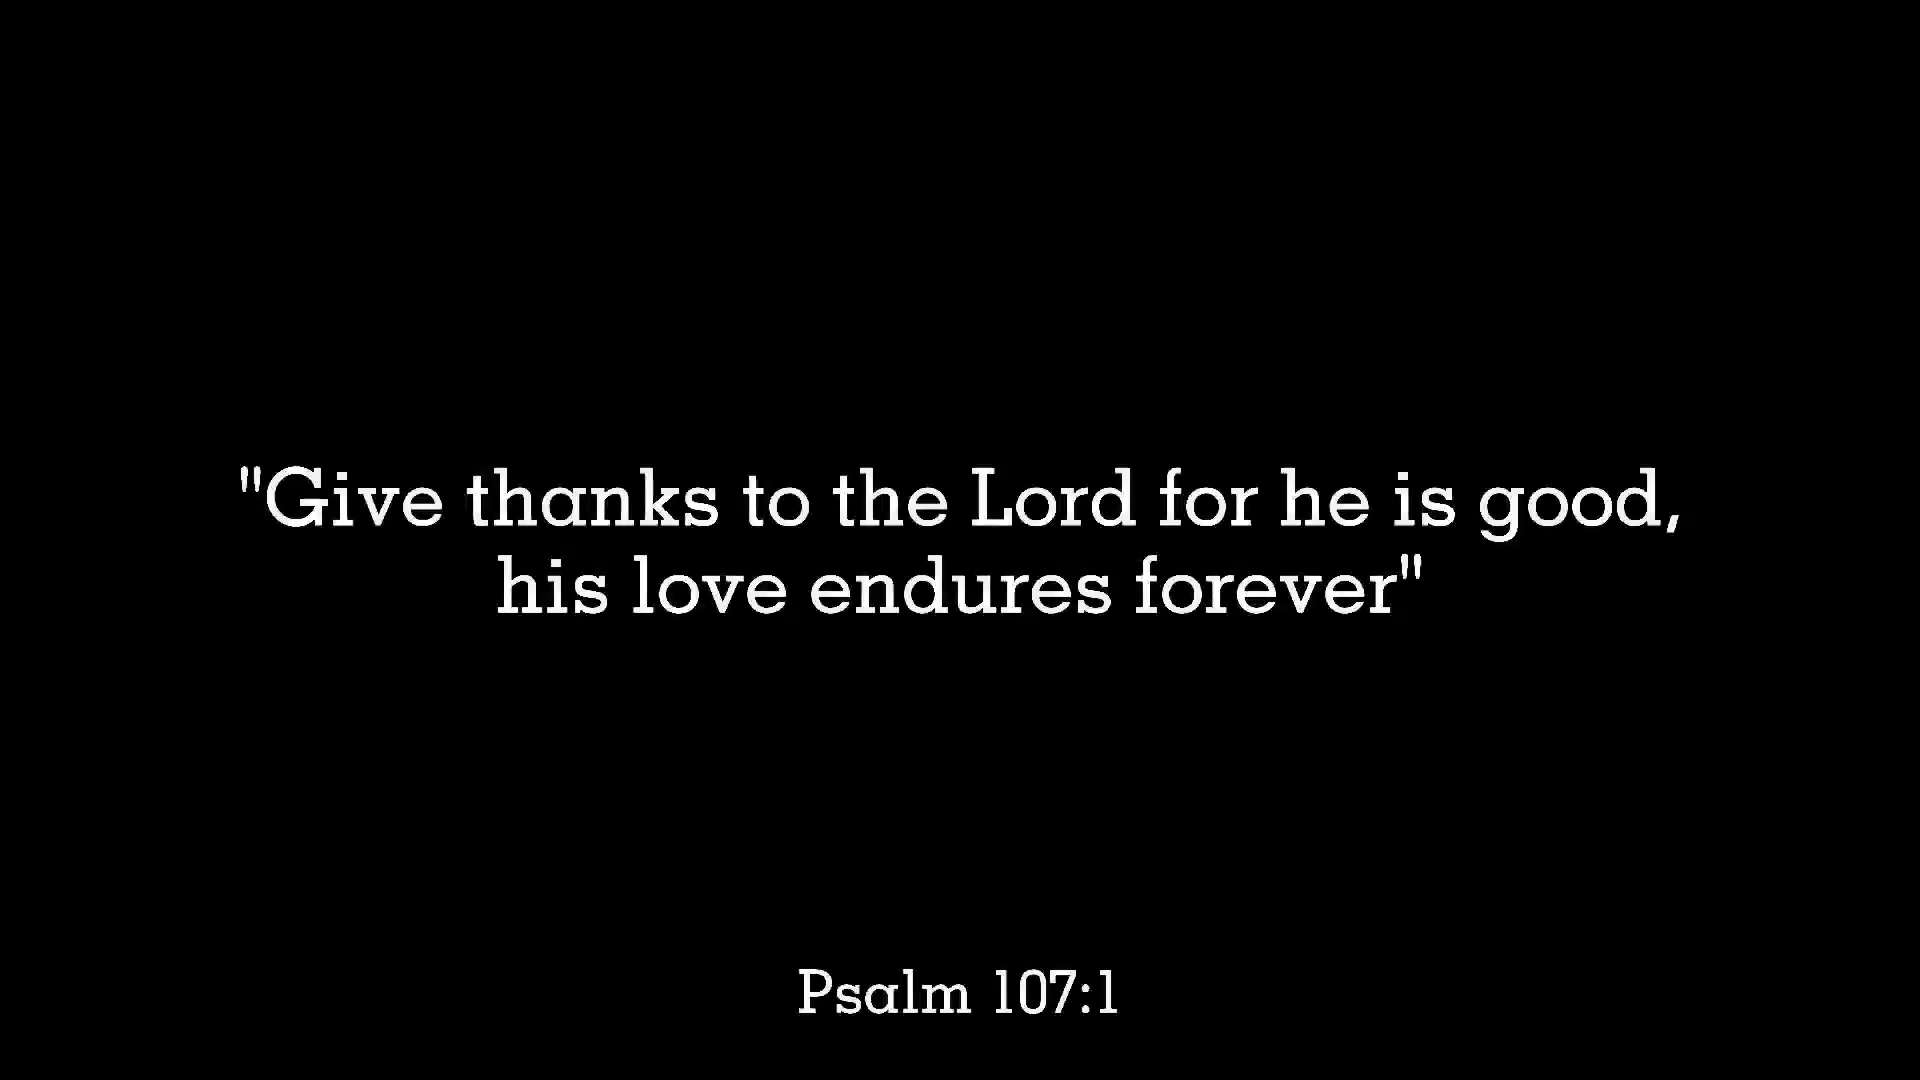 "Give thanks to the Lord for he is good,
his love endures forever"
Psalm 107:1